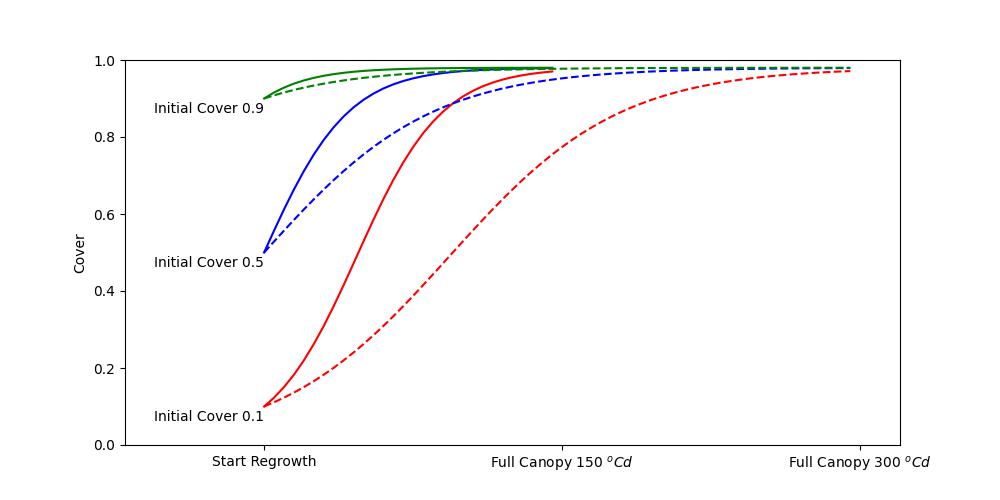 1.0
Initial Cover 0.9
0.8
0.6
Cover
Initial Cover 0.5
0.4
0.2
Initial Cover 0.1
0.0
Start Regrowth
Full Canopy 150 °Cd
Full Canopy 300 °Cd